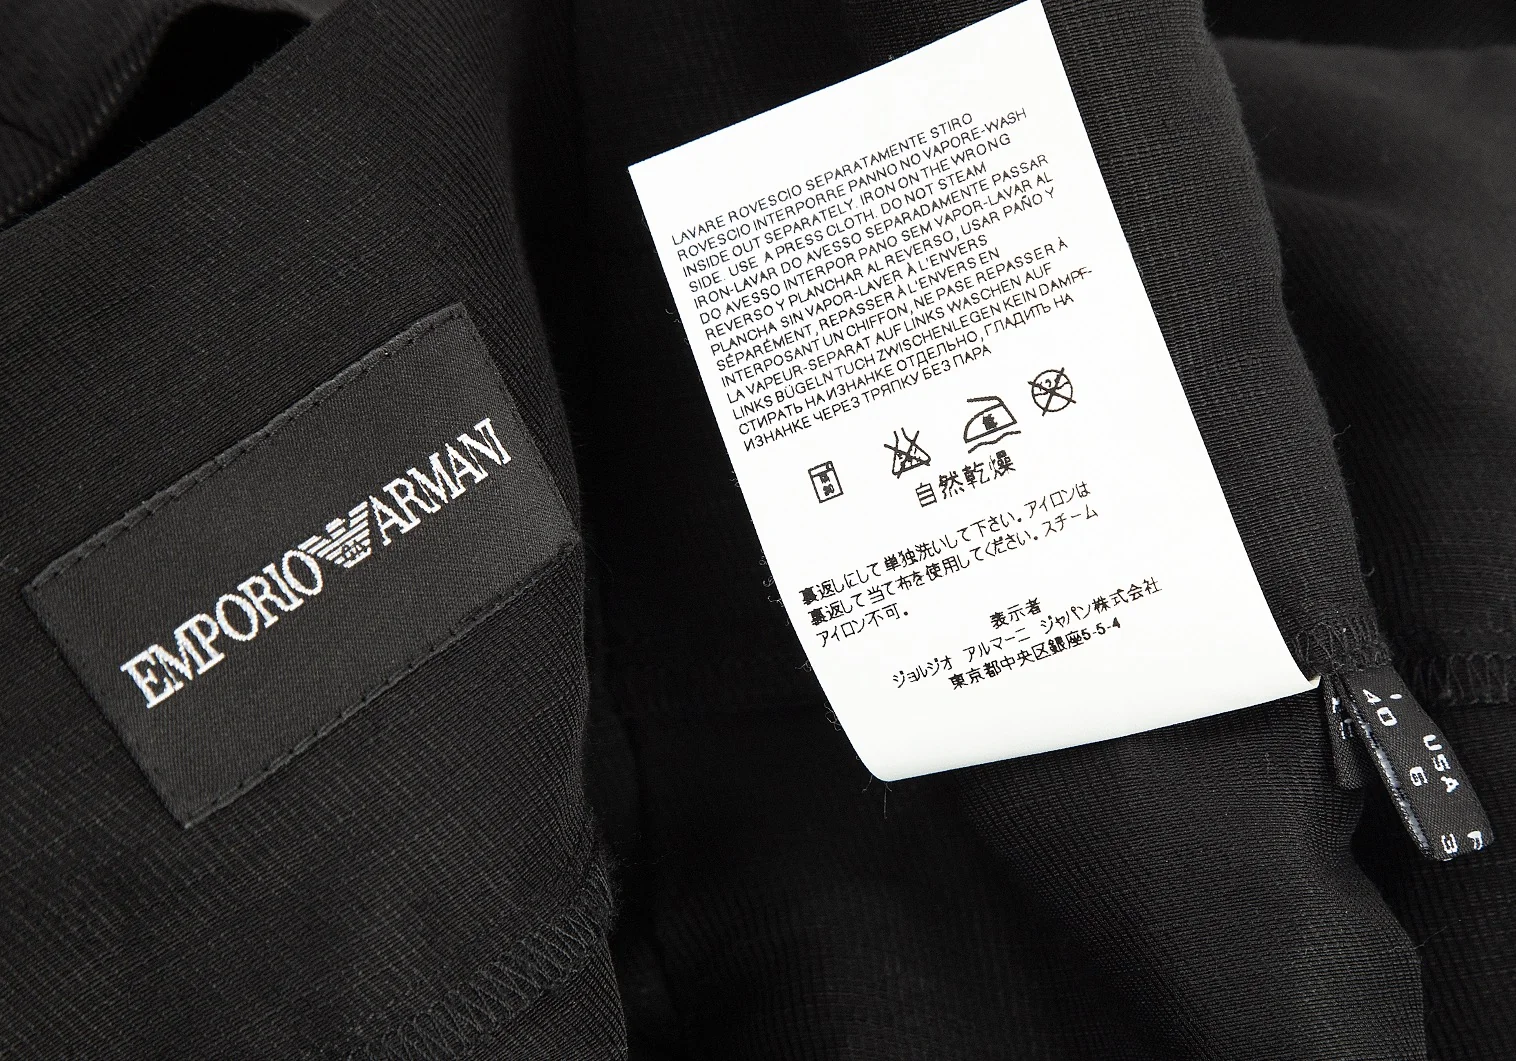 EMPORIO ARMANI
LAVARE ROVESCIO SEPARATAMENTE STIRO
ROVESCIO INTERPORRE PANNO NO VAPORE-WASH
INSIDE OUT SEPARATELY. IRON ON THE WRONG
SIDE. USE A PRESS CLOTH. DO NOT STEAM
IRON-LAVAR DO AVESSO SEPARADAMENTE PASSAR
DO AVESSO INTERPOR PANO SEM VAPOR-LAVAR AL
REVERSO Y PLANCHAR AL REVERSO, USAR PAÑO Y
PLANCHA SIN VAPOR-LAVER À L'ENVERS
SÉPARÉMENT, REPASSER À L'ENVERS EN
INTERPOSANT UN CHIFFON, NE PASE REPASSER À
LA VAPEUR-SEPARAT AUF LINKS WASCHEN AUF
LINKS BÜGELN TUCH ZWISCHENLEGEN KEIN DAMPF-
СТИРАТЬ НА ИЗНАНКЕ ОТДЕЛЬНО, ГЛАДИТЬ НА
ИЗНАНКЕ ЧЕРЕЗ ТРЯПКУ БЕЗ ПАРА
自然乾燥
裏返しにして単独洗いして下さい。アイロンは
裏返して当て布を使用してください。スチーム
アイロン不可。
表示者
ジョルジオ アルマーニ ジャパン株式会社
東京都中央区銀座5-5-4
40
USA
6